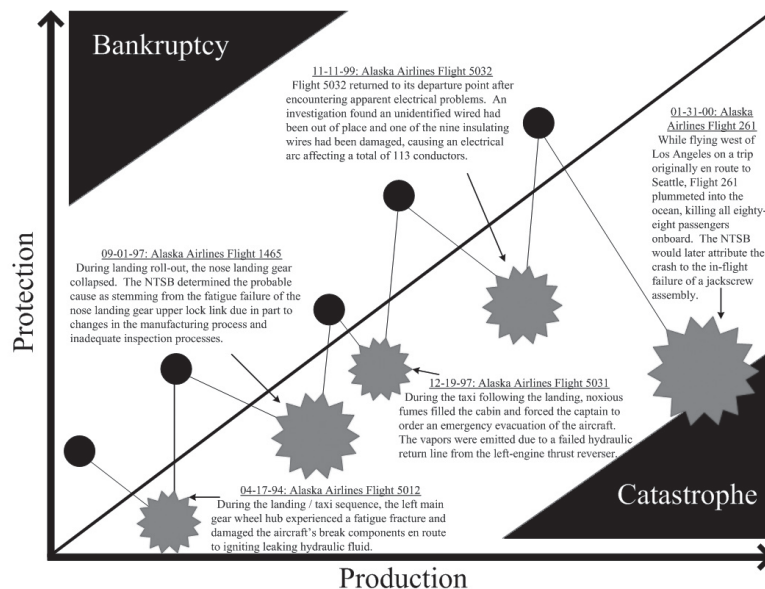 Bankruptcy
11-11-99: Alaska Airlines Flight 5032
Flight 5032 returned to its departure point after
encountering apparent electrical problems. An
investigation found an unidentified wired had
been out of place and one of the nine insulating
wires had been damaged, causing an electrical
arc affecting a total of 113 conductors.
01-31-00: Alaska
Airlines Flight 261
While flying west of
Los Angeles on a trip
originally en route to
Seattle, Flight 261
plummeted into the
ocean, killing all eighty-
eight passengers
onboard. The NTSB
would later attribute the
crash to the in-flight
failure of a jackscrew
assembly.
09-01-97: Alaska Airlines Flight 1465
During landing roll-out, the nose landing gear
collapsed. The NTSB determined the probable
cause as stemming from the fatigue failure of the
nose landing gear upper lock link due in part to
changes in the manufacturing process and
inadequate inspection processes.
Protection
12-19-97: Alaska Airlines Flight 5031
During the taxi following the landing, noxious
fumes filled the cabin and forced the captain to
order an emergency evacuation of the aircraft.
The vapors were emitted due to a failed hydraulic
return line from the left-engine thrust reverser.
04-17-94: Alaska Airlines Flight 5012
During the landing / taxi sequence, the left main
gear wheel hub experienced a fatigue fracture and
damaged the aircraft's break components en route
to igniting leaking hydraulic fluid.
Catastrophe
Production